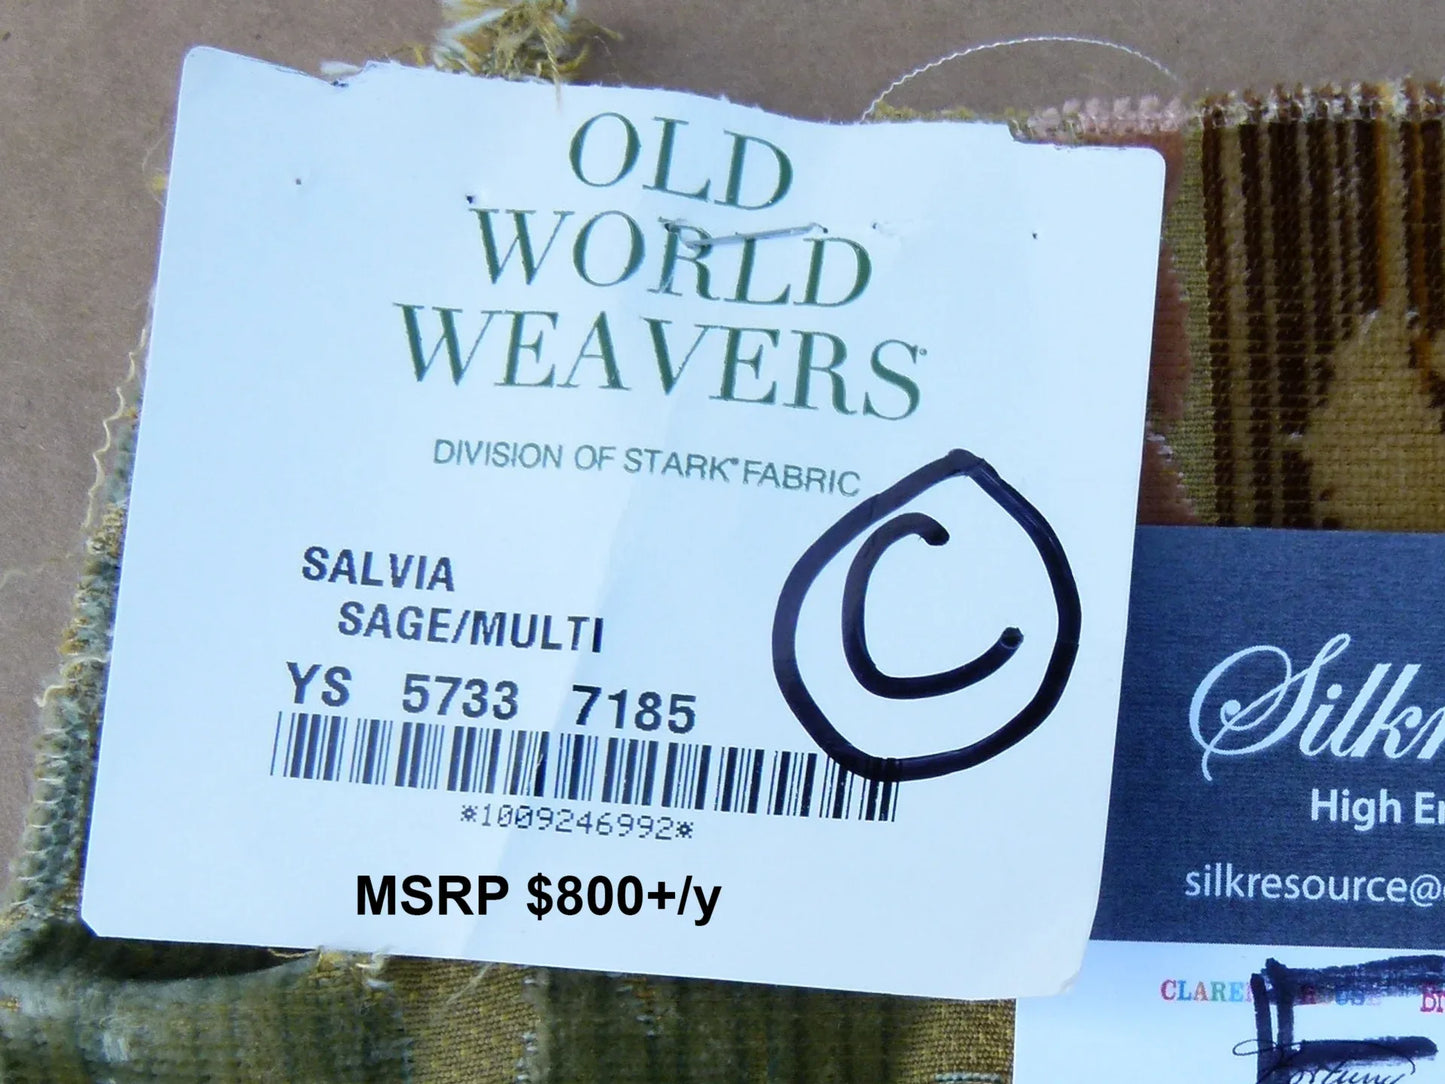 OLD
WORLD
WEAVERS
DIVISION OF STARK® FABRIC
SALVIA
SAGE/MULTI
YS 5733 7185
*1009246992*
MSRP $800+/y
C
High
silkresource@